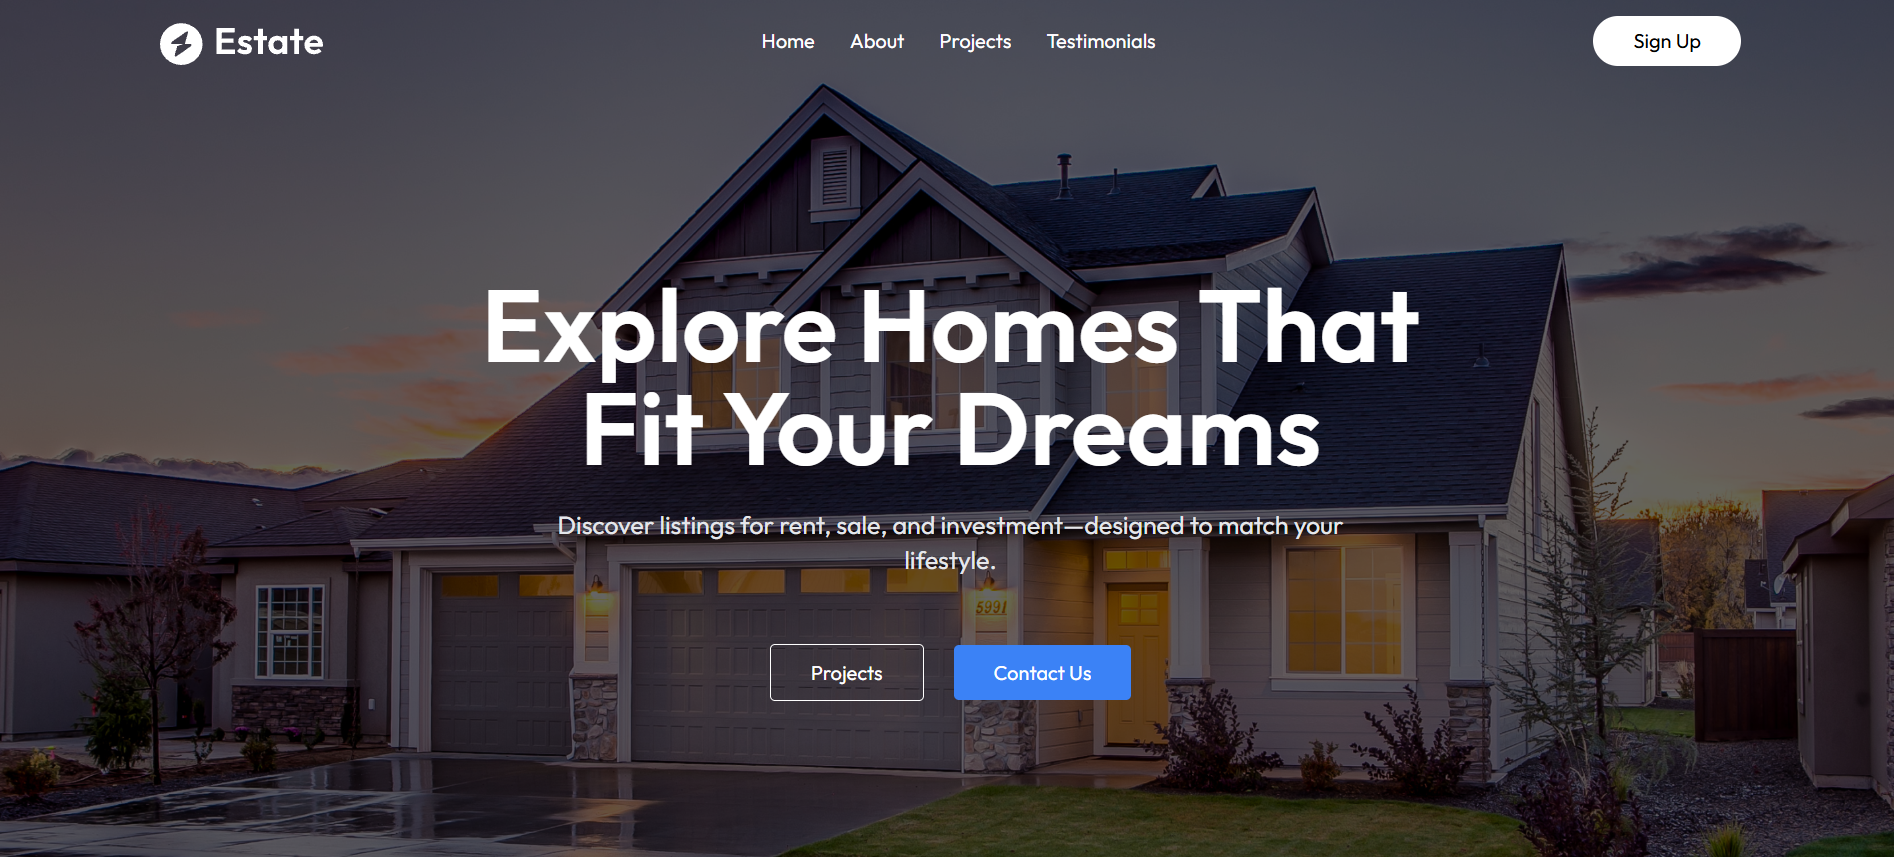 Estate
Home About Projects Testimonials
Sign Up
Explore Homes That
Fit Your Dreams
Discover listings for rent, sale, and investment—designed to match your
lifestyle.
5991
Projects Contact Us